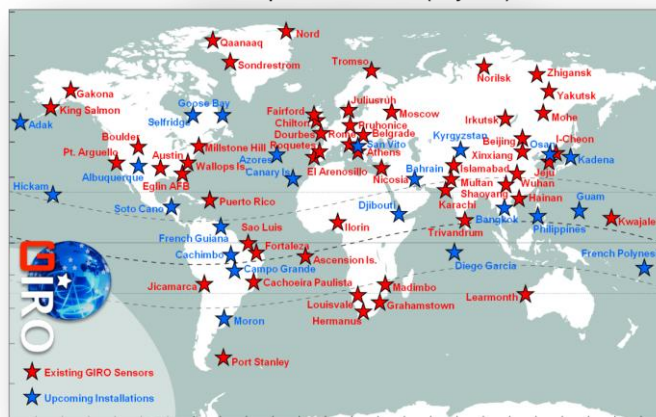 Nord
Qaanaaq
Sondrestrom
Tromso
Norilsk
Zhigansk
Gakona
Yakutsk
King Salmon
Goose Bay
Juliusruh
Moscow
Mohe
Adak
Selfridge
Fairford
Chilton
Pruhonice
Irkutsk
Boulder
Millstone Hill
Dourbes
Rome
Belgrade
Kyrgyzstan
Beijing
Osan
I-Cheon
Pt. Arguello
Austin
Wallops Is
Azores
Roquetes
San Vito
Athens
Xinxiang
Kadena
Albuquerque
Canary Is
El Arenosillo
Nicosia
Bahrain
Islamabad
Jeju
Eglin AFB
Multan
Wuhan
Hickam
Puerto Rico
Karachi
Shaoyang
Hainan
Guam
Soto Cano
Djibouti
Bangkok
Philippines
Kwajale
French Guiana
Ilorin
Trivandrum
Sao Luis
Fortaleza
Cachimbo
Ascension Is.
Diego Garcia
French Polynes
Campo Grande
Jicamarca
Cachoeira Paulista
Madimbo
Louisvale
Grahamstown
Learmonth
Hermanus
Moron
Port Stanley
GIRO
Existing GIRO Sensors
Upcoming Installations